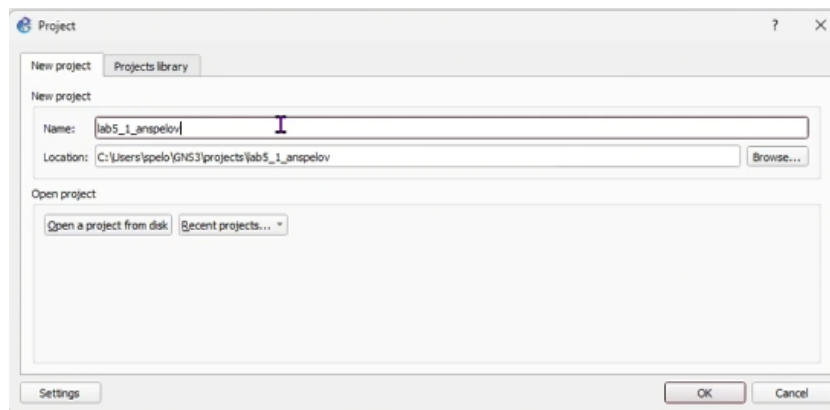 Project ?
New project Projects library
New project
Name: lab5_1_anspelov
Location: C:\Users\spelo\GNS3\projects\lab5_1_anspelov Browse...
Open project
Open a project from disk Recent projects...
Settings OK Cancel